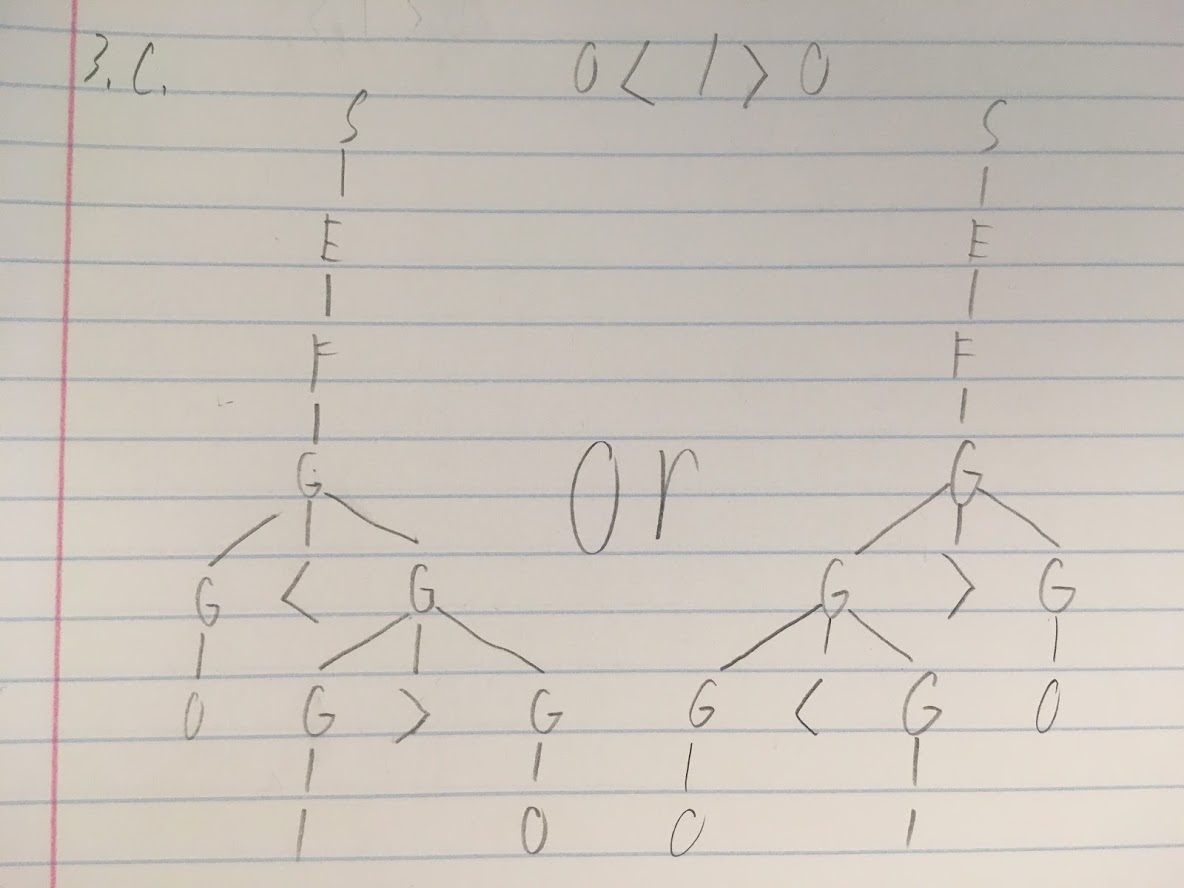 3. C. 0 < 1 > 0
S S
E E
F F
G or G
G < G G > G
0 G > G G < G 0
1 0 0 1